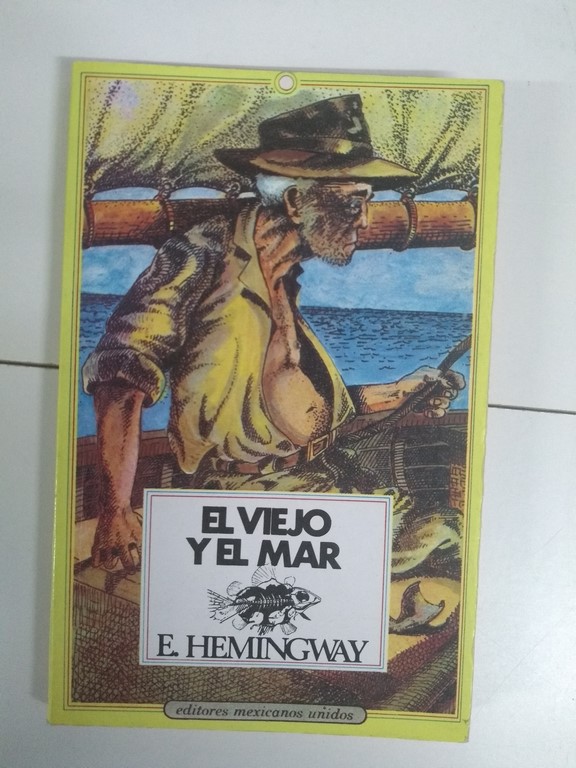 EL VIEJO
Y EL MAR
E. HEMINGWAY
editores mexicanos unidos